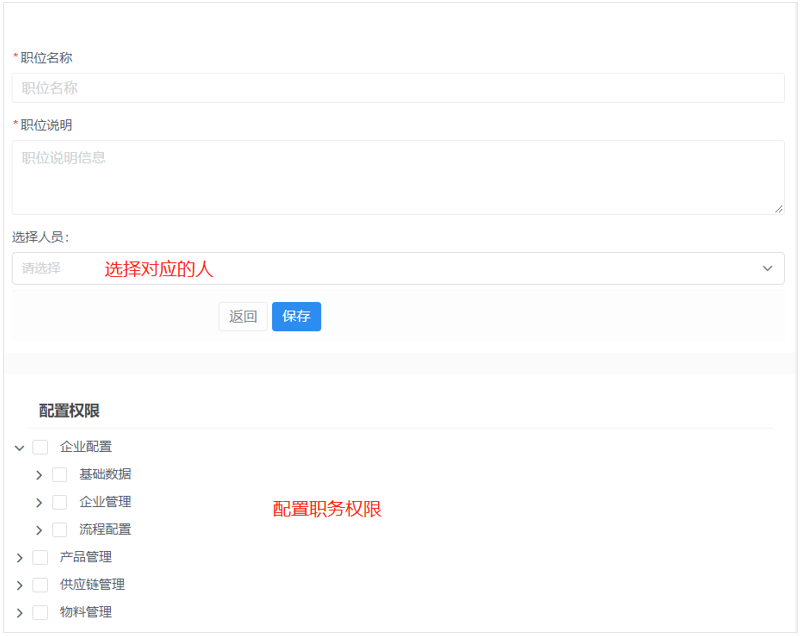 *职位名称
职位名称
*职位说明
职位说明信息
选择人员：
请选择 选择对应的人
返回 保存
配置权限
企业配置
基础数据
企业管理
配置职务权限
流程配置
产品管理
供应链管理
物料管理